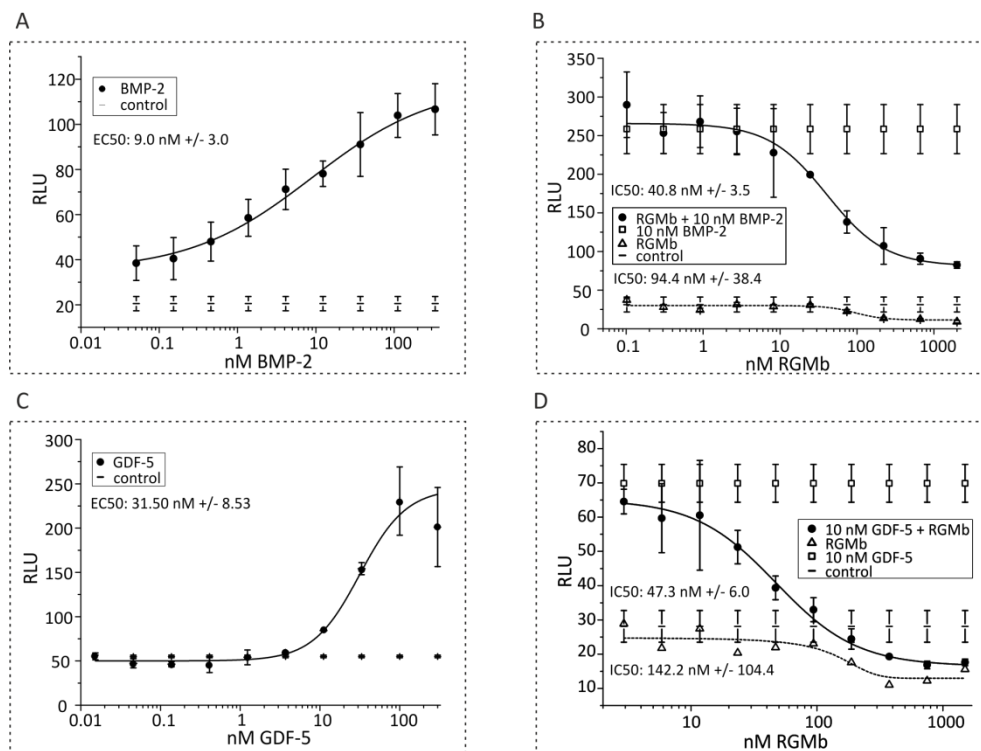 A
120
100
80
60
40
20
RLU
BMP-2
control
EC50: 9.0 nM +/- 3.0
0.01 0.1 1 10 100
nM BMP-2
B
350
300
250
200
150
100
50
0
RLU
IC50: 40.8 nM +/- 3.5
RGMb + 10 nM BMP-2
10 nM BMP-2
RGMb
control
IC50: 94.4 nM +/- 38.4
0.1 1 10 100 1000
nM RGMb
C
300
250
200
150
100
50
0
RLU
GDF-5
control
EC50: 31.50 nM +/- 8.53
0.01 0.1 1 10 100
nM GDF-5
D
80
70
60
50
40
30
20
10
RLU
10 nM GDF-5 + RGMb
RGMb
10 nM GDF-5
control
IC50: 47.3 nM +/- 6.0
IC50: 142.2 nM +/- 104.4
10 100 1000
nM RGMb